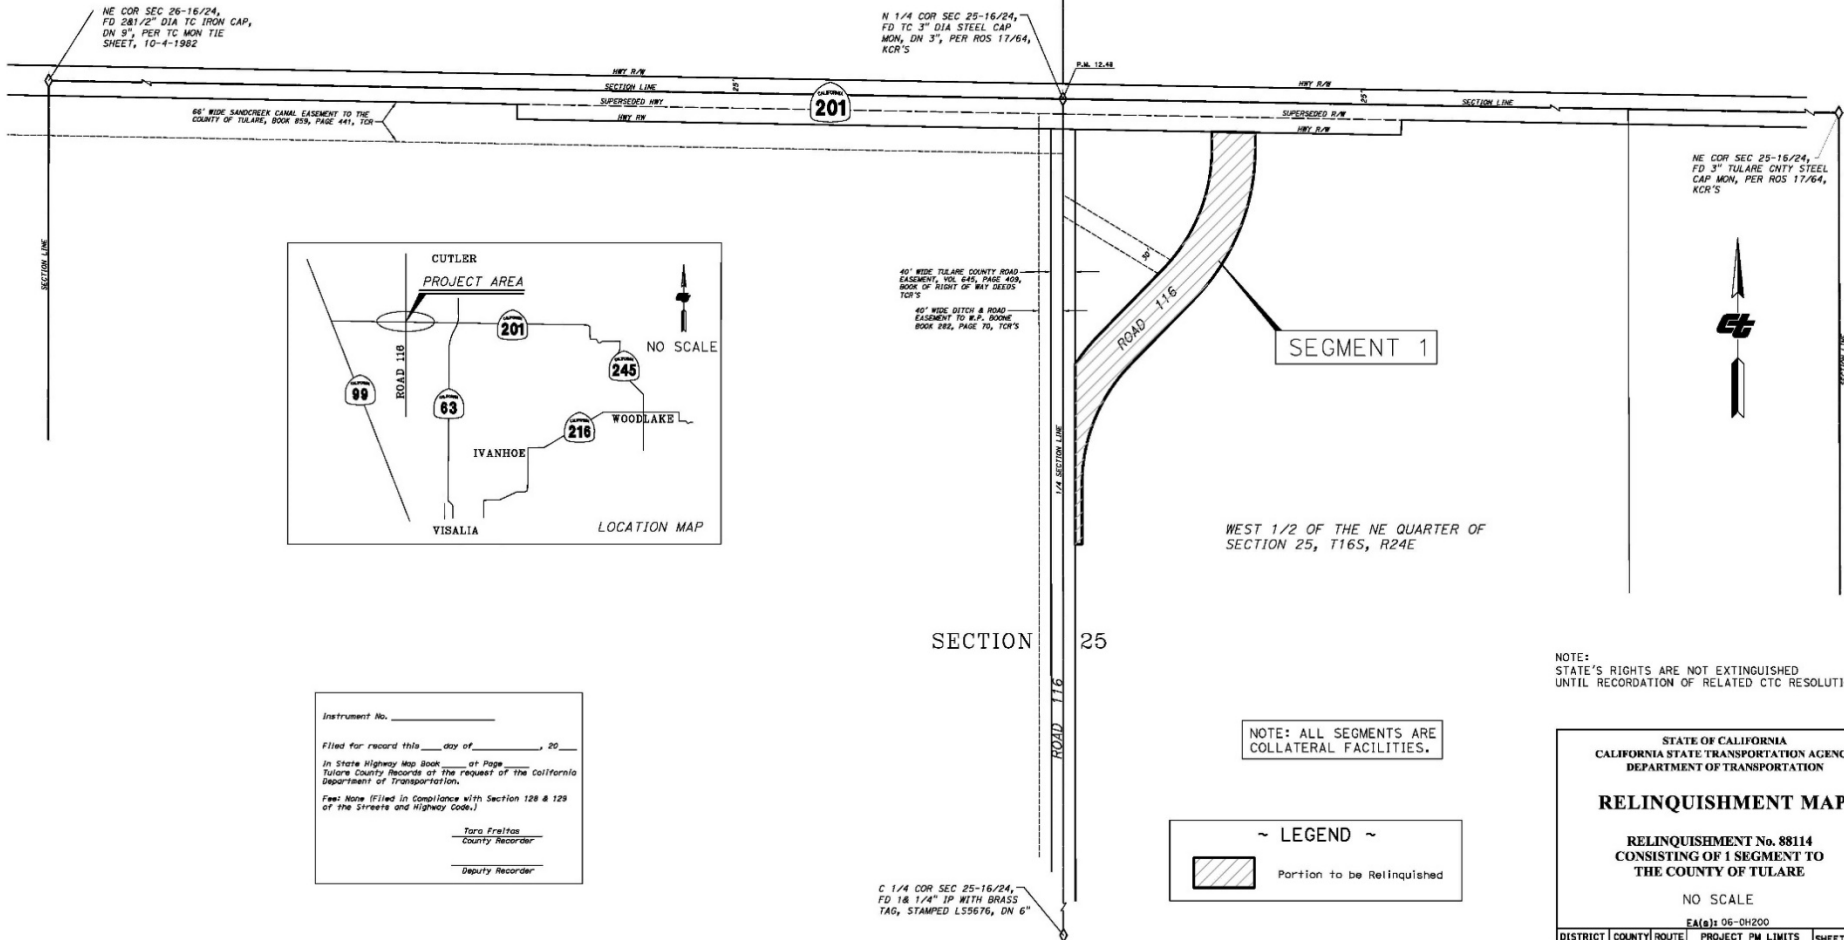 NE COR SEC 26-16/24,
FD 2&1/2" DIA TC IRON CAP,
DN 9", PER TC MON TIE
SHEET, 10-4-1982
N 1/4 COR SEC 25-16/24,
FD TC 3" DIA STEEL CAP
MON, DN 3", PER ROS 17/64,
KCR'S
P.M. 12.48
HWY R/W
SECTION LINE
25'
SUPERSEDED HWY
HWY RW
CALIFORNIA
201
HWY R/W
25'
SECTION LINE
SUPERSEDED R/W
HWY R/W
66' WIDE SANDCREEK CANAL EASEMENT TO THE
COUNTY OF TULARE, BOOK 859, PAGE 441, TCR
NE COR SEC 25-16/24,
FD 3" TULARE CNTY STEEL
CAP MON, PER ROS 17/64,
KCR'S
SECTION LINE
SECTION LINE
CUTLER
PROJECT AREA
201
NO SCALE
ROAD 116
245
99
63
216
WOODLAKE
IVANHOE
VISALIA
LOCATION MAP
40' WIDE TULARE COUNTY ROAD
EASEMENT, VOL 645, PAGE 409,
BOOK OF RIGHT OF WAY DEEDS
TCR'S
40' WIDE DITCH & ROAD
EASEMENT TO W.P. BOONE
BOOK 282, PAGE 70, TCR'S
30'
ROAD 116
SEGMENT 1
1/4 SECTION LINE
WEST 1/2 OF THE NE QUARTER OF
SECTION 25, T16S, R24E
SECTION 25
ROAD 116
NOTE:
STATE'S RIGHTS ARE NOT EXTINGUISHED
UNTIL RECORDATION OF RELATED CTC RESOLUTI
Instrument No.
Filed for record this day of , 20
In State Highway Map Book at Page
Tulare County Records at the request of the California
Department of Transportation.
Fee: None (Filed in Compliance with Section 128 & 129
of the Streets and Highway Code.)
Tara Freitas
County Recorder
Deputy Recorder
NOTE: ALL SEGMENTS ARE
COLLATERAL FACILITIES.
~ LEGEND ~
Portion to be Relinquished
C 1/4 COR SEC 25-16/24,
FD 1& 1/4" IP WITH BRASS
TAG, STAMPED LS5676, DN 6"
STATE OF CALIFORNIA
CALIFORNIA STATE TRANSPORTATION AGENC
DEPARTMENT OF TRANSPORTATION
RELINQUISHMENT MAP
RELINQUISHMENT No. 88114
CONSISTING OF 1 SEGMENT TO
THE COUNTY OF TULARE
NO SCALE
EA(s): 06-0H200
DISTRICT COUNTY ROUTE PROJECT PM LIMITS SHEET